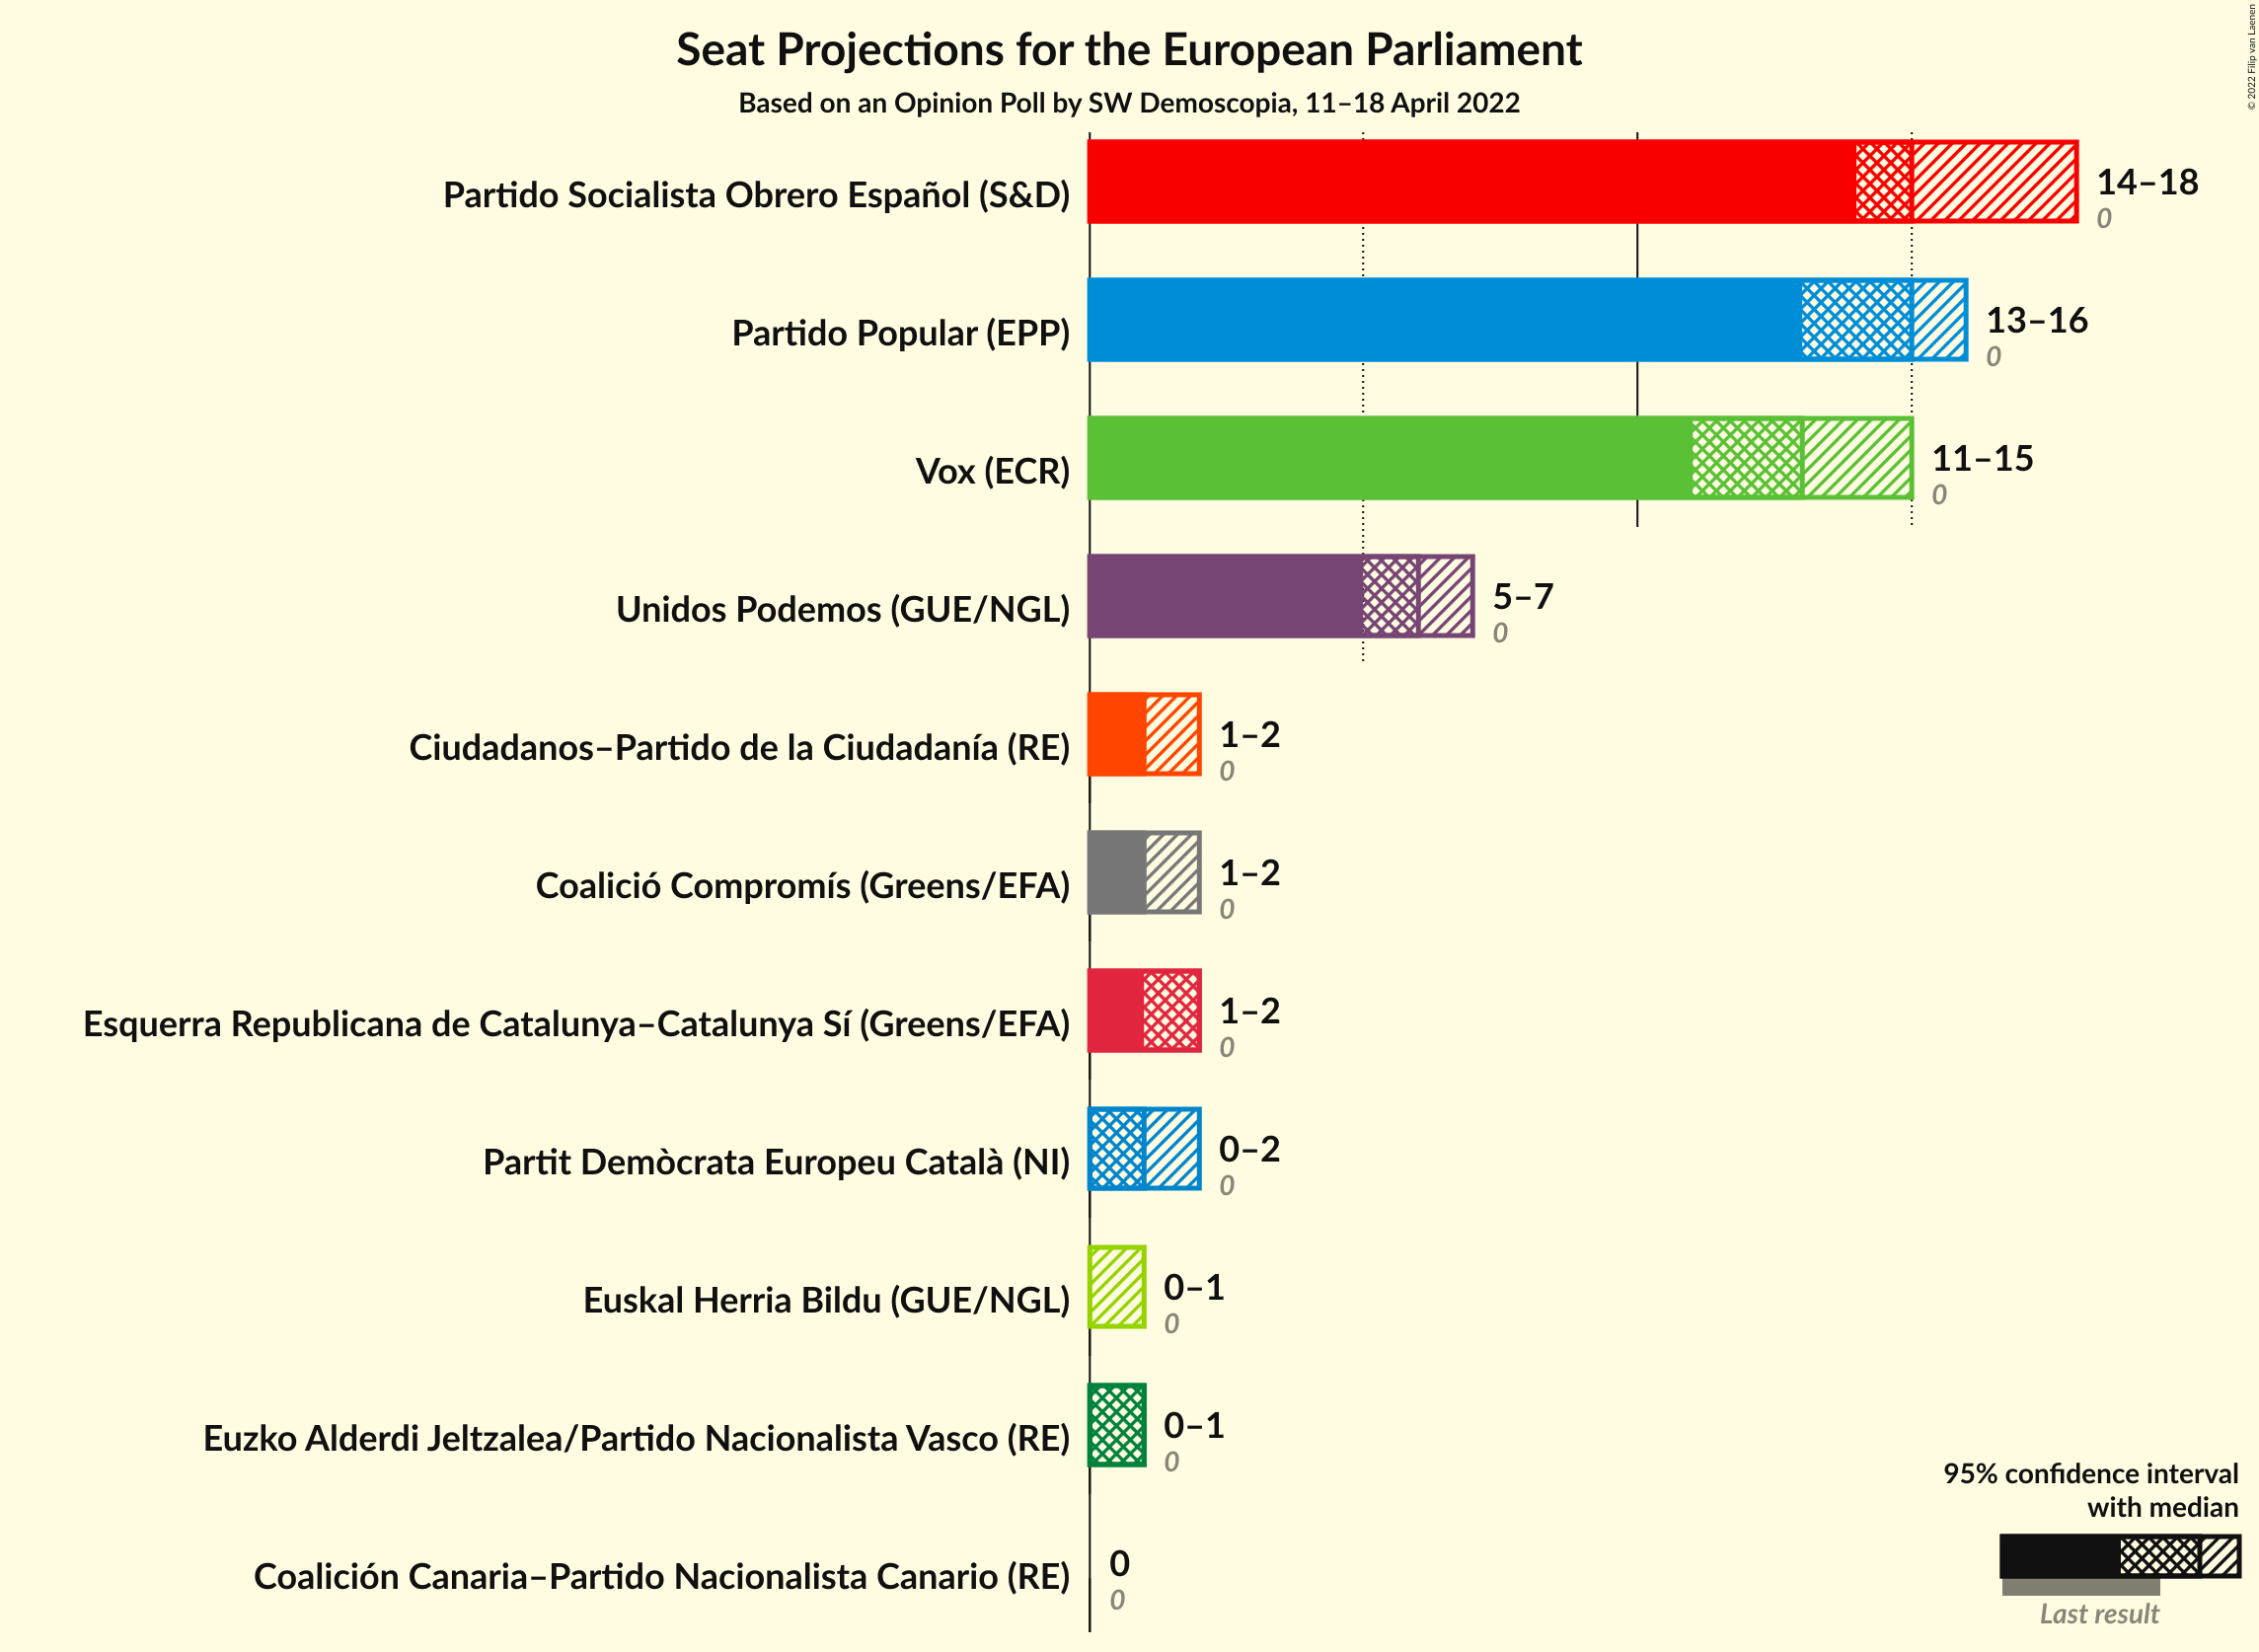 Seat Projections for the European Parliament
Based on an Opinion Poll by SW Demoscopia, 11–18 April 2022
© 2022 Filip van Laenen
Partido Socialista Obrero Español (S&D)
14–18
0
Partido Popular (EPP)
13–16
0
Vox (ECR)
11–15
0
Unidos Podemos (GUE/NGL)
5–7
0
Ciudadanos–Partido de la Ciudadanía (RE)
1–2
0
Coalició Compromís (Greens/EFA)
1–2
0
Esquerra Republicana de Catalunya–Catalunya Sí (Greens/EFA)
1–2
0
Partit Demòcrata Europeu Català (NI)
0–2
0
Euskal Herria Bildu (GUE/NGL)
0–1
0
Euzko Alderdi Jeltzalea/Partido Nacionalista Vasco (RE)
0–1
0
Coalición Canaria–Partido Nacionalista Canario (RE)
0
0
95% confidence interval
with median
Last result